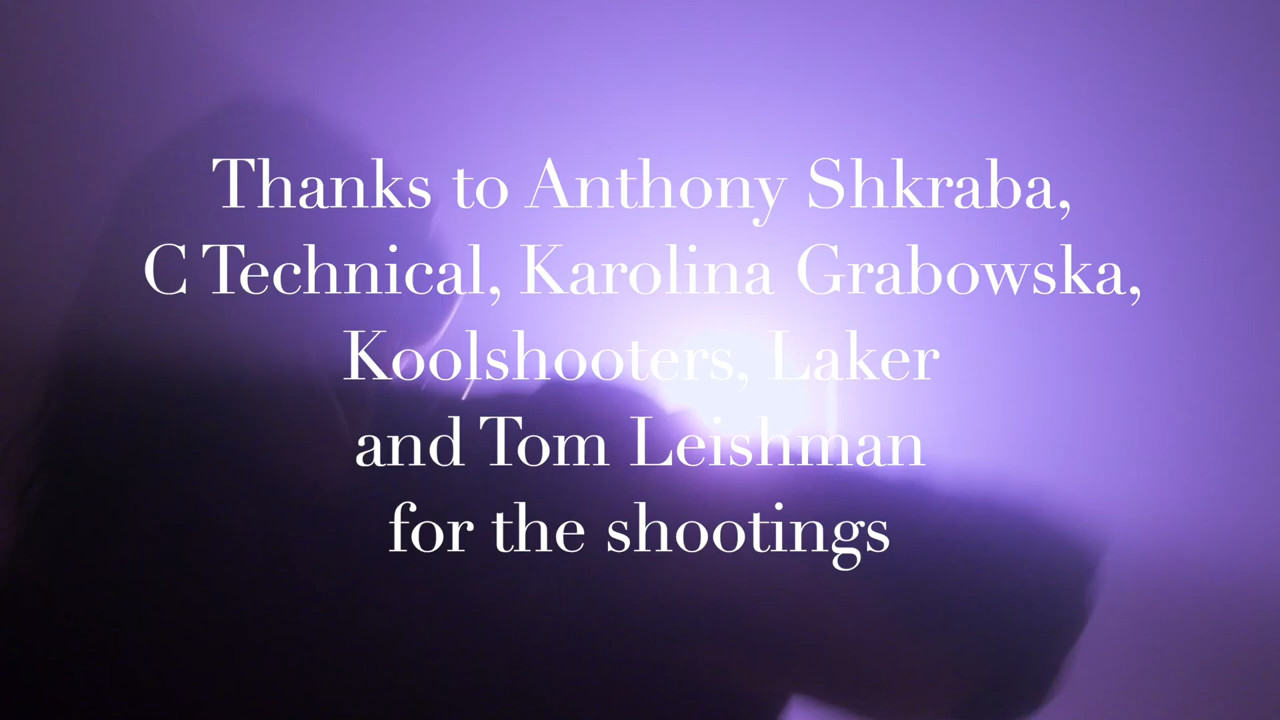 Thanks to Anthony Shkraba,
C Technical, Karolina Grabowska,
Koolshooters, Laker
and Tom Leishman
for the shootings